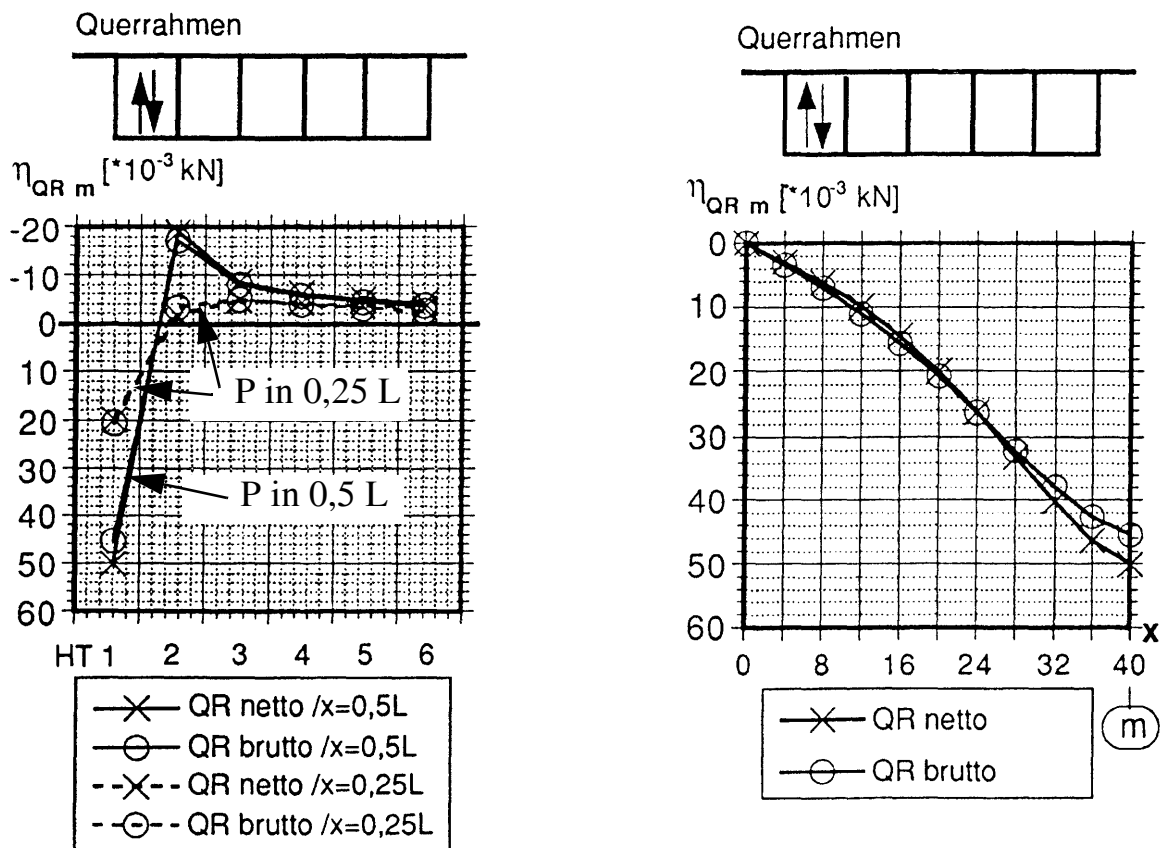 Querrahmen
η_QR m [*10⁻³ kN]
-20
-10
0
10
20
30
40
50
60
P in 0,25 L
P in 0,5 L
HT 1 2 3 4 5 6
QR netto /x=0,5L
QR brutto /x=0,5L
QR netto /x=0,25L
QR brutto /x=0,25L
Querrahmen
η_QR m [*10⁻³ kN]
0
10
20
30
40
50
60
x
0 8 16 24 32 40
m
QR netto
QR brutto